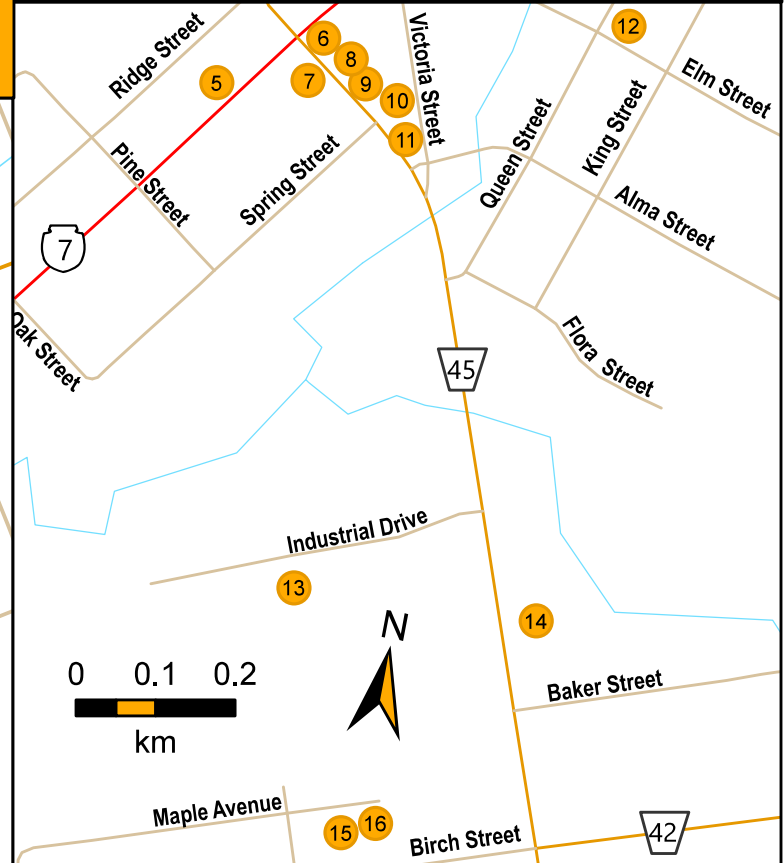 12
6
Ridge Street
Victoria Street
8
Elm Street
5
7
9
10
King Street
11
Queen Street
Pine Street
Spring Street
Alma Street
7
Oak Street
Flora Street
45
Industrial Drive
13
14
N
0 0.1 0.2
km
Baker Street
Maple Avenue
15
16
Birch Street
42